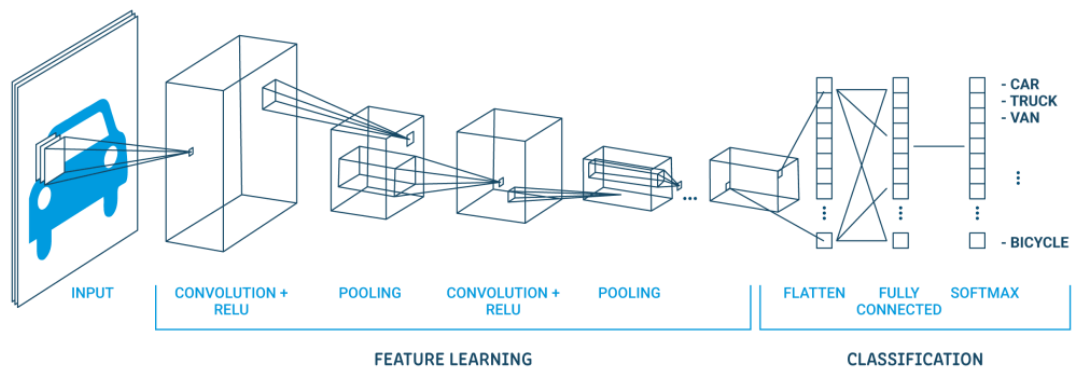 - CAR
- TRUCK
- VAN
- BICYCLE
INPUT
CONVOLUTION +
RELU
POOLING
CONVOLUTION +
RELU
POOLING
FLATTEN
FULLY
CONNECTED
SOFTMAX
FEATURE LEARNING
CLASSIFICATION